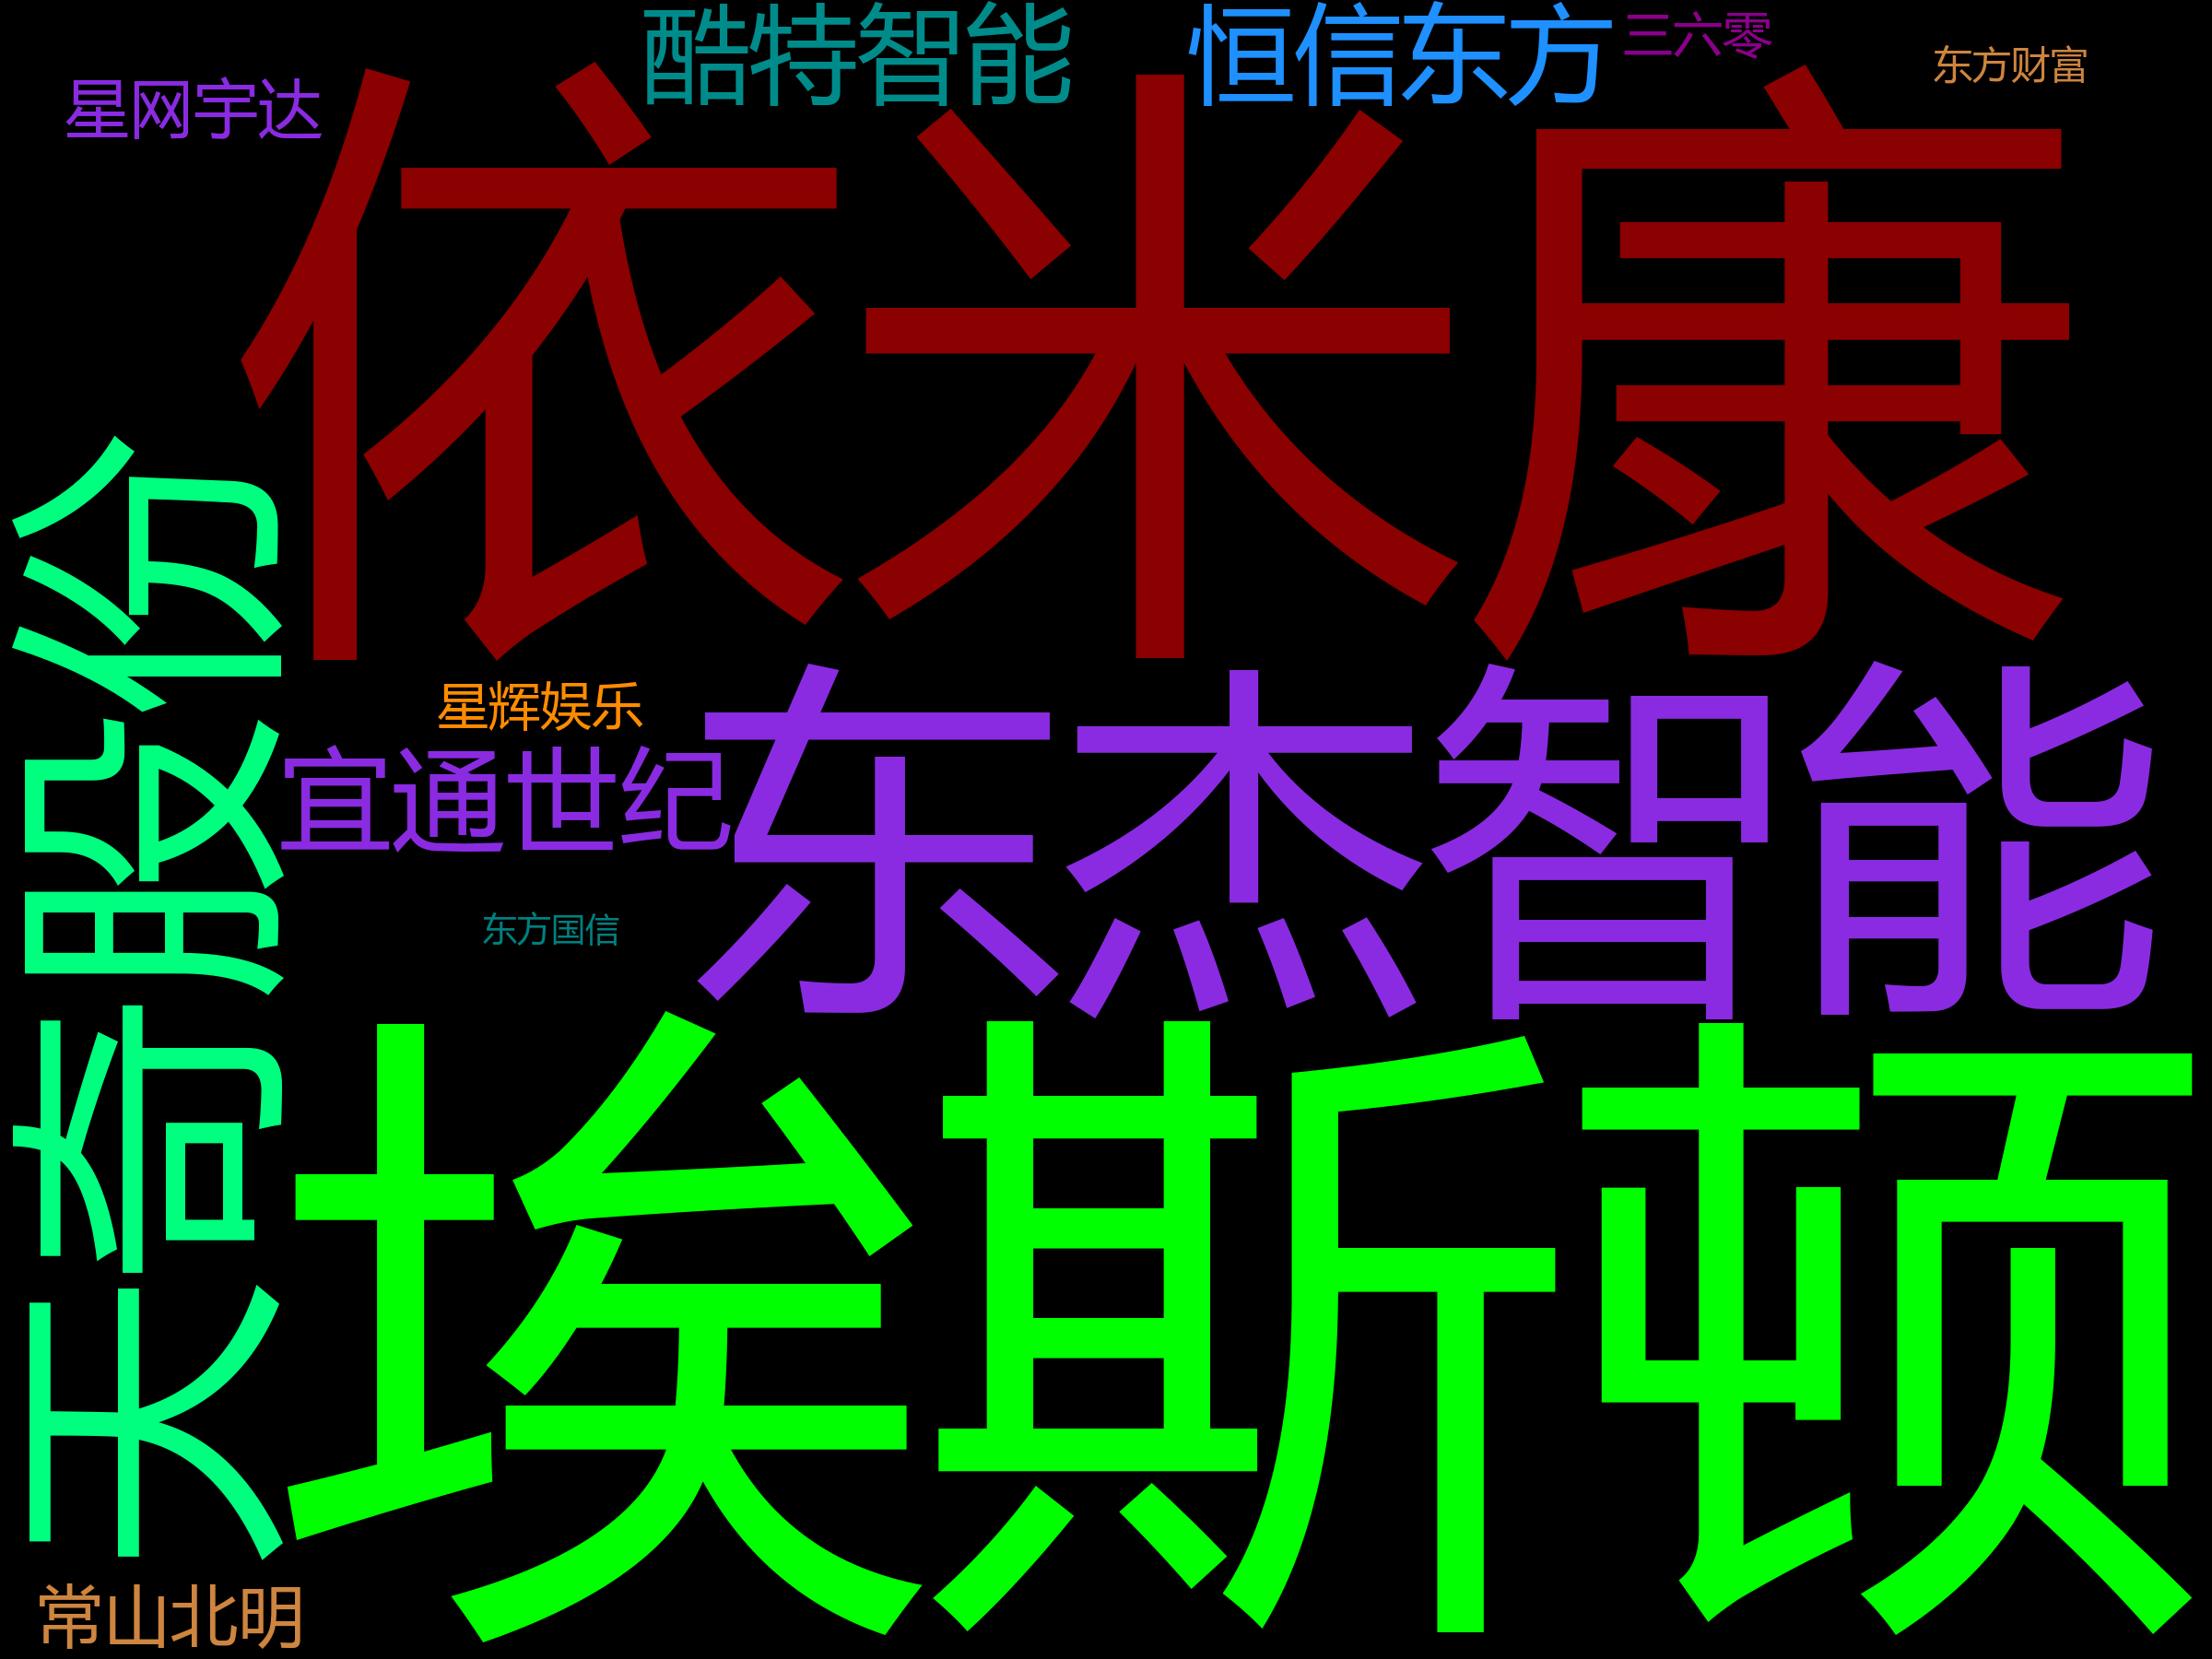 酷特智能
恒信东方
三六零
东方财富
星网宇达
依米康
天奇股份
星辉娱乐
宜通世纪
东杰智能
东方国信
埃斯顿
常山北明